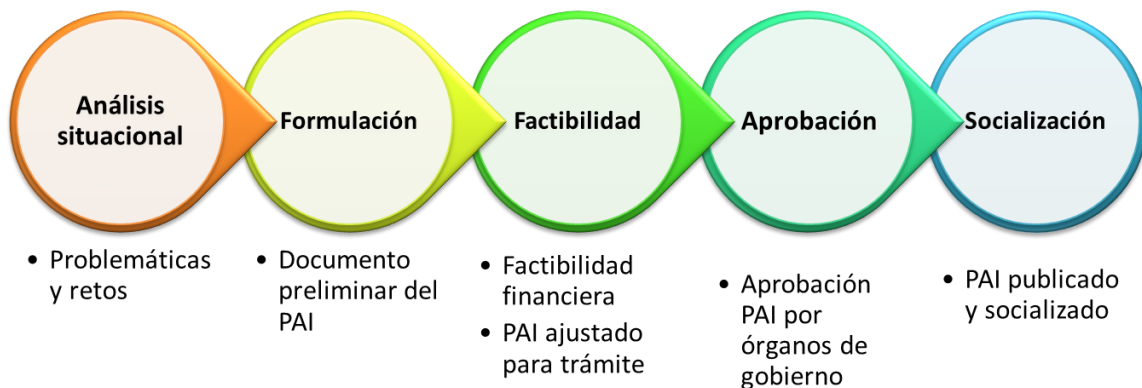 Análisis
situacional
Formulación
Factibilidad
Aprobación
Socialización
• Problemáticas
y retos
• Documento
preliminar del
PAI
• Factibilidad
financiera
• PAI ajustado
para trámite
• Aprobación
PAI por
órganos de
gobierno
• PAI publicado
y socializado